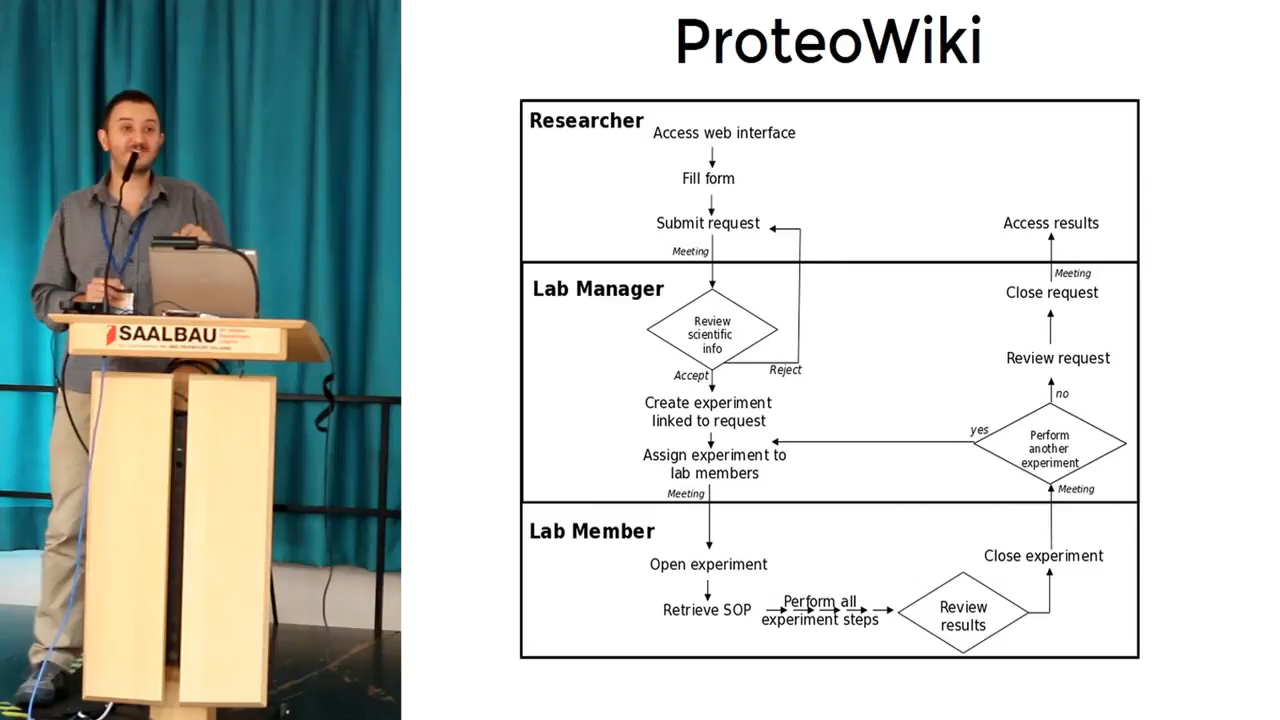 ProteoWiki
Researcher
Access web interface
Fill form
Submit request
Meeting
Access results
Meeting
Lab Manager
Close request
Review
scientific
info
Review request
Accept
Reject
no
Create experiment
linked to request
yes
Perform
another
experiment
Assign experiment to
lab members
Meeting
Meeting
Lab Member
Open experiment
Close experiment
Retrieve SOP
Perform all
experiment steps
Review
results
SAALBAU